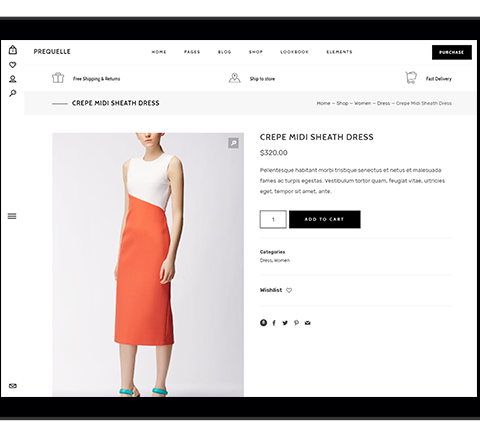 PREQUELLE
HOME PAGES BLOG SHOP LOOKBOOK ELEMENTS
PURCHASE
Free Shipping & Returns
Ship to store
Fast Delivery
CREPE MIDI SHEATH DRESS
Home – Shop – Women – Dress – Crepe Midi Sheath Dress
CREPE MIDI SHEATH DRESS
$320.00
Pellentesque habitant morbi tristique senectus et netus et malesuada
fames ac turpis egestas. Vestibulum tortor quam, feugiat vitae, ultricies
eget, tempor sit amet, ante.
1
ADD TO CART
Categories
Dress, Women
Wishlist